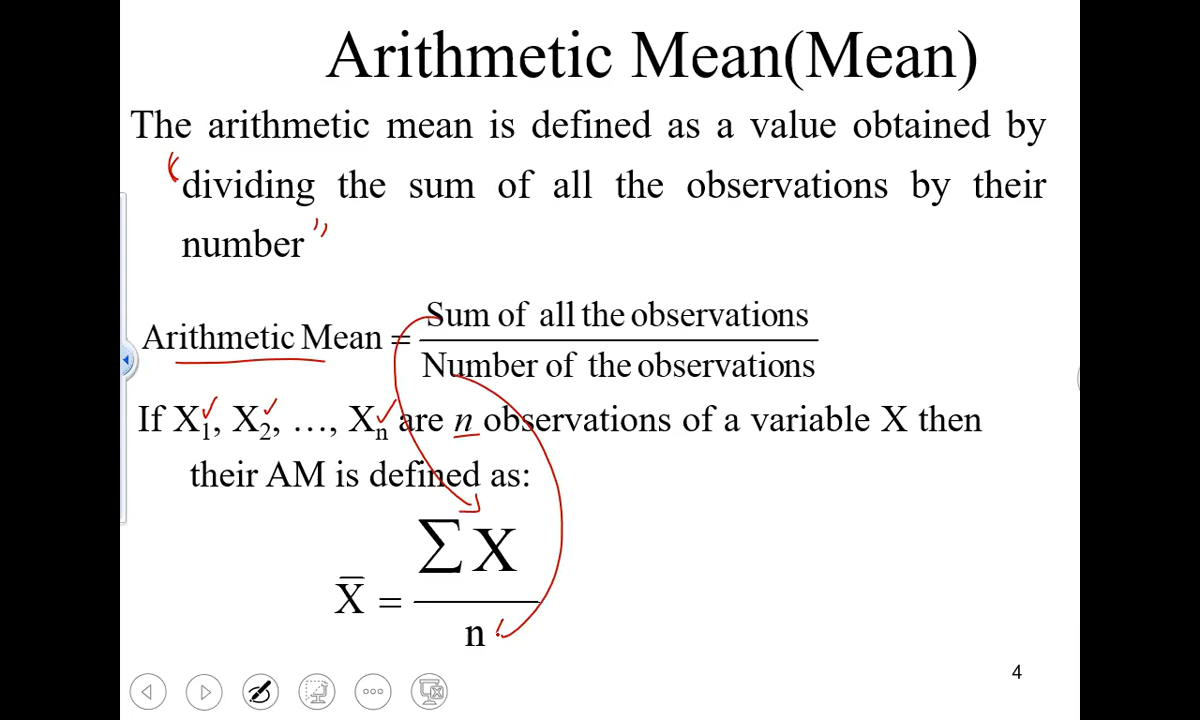 Arithmetic Mean(Mean)
The arithmetic mean is defined as a value obtained by
"dividing the sum of all the observations by their
number"
Arithmetic Mean = Sum of all the observations
Number of the observations
If X₁, X₂, …, Xₙ are n observations of a variable X then
their AM is defined as:
∑X
X̄ =
n
4